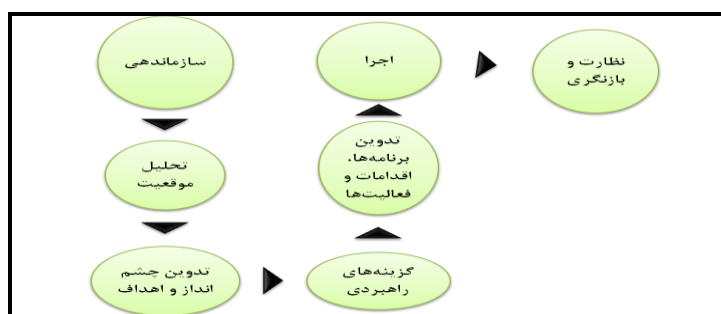 سازماندهی
تحلیل
موقعیت
تدوین چشم
انداز و اهداف
گزینه‌های
راهبردی
تدوین
برنامه‌ها،
اقدامات و
فعالیت‌ها
اجرا
نظارت و
بازنگری